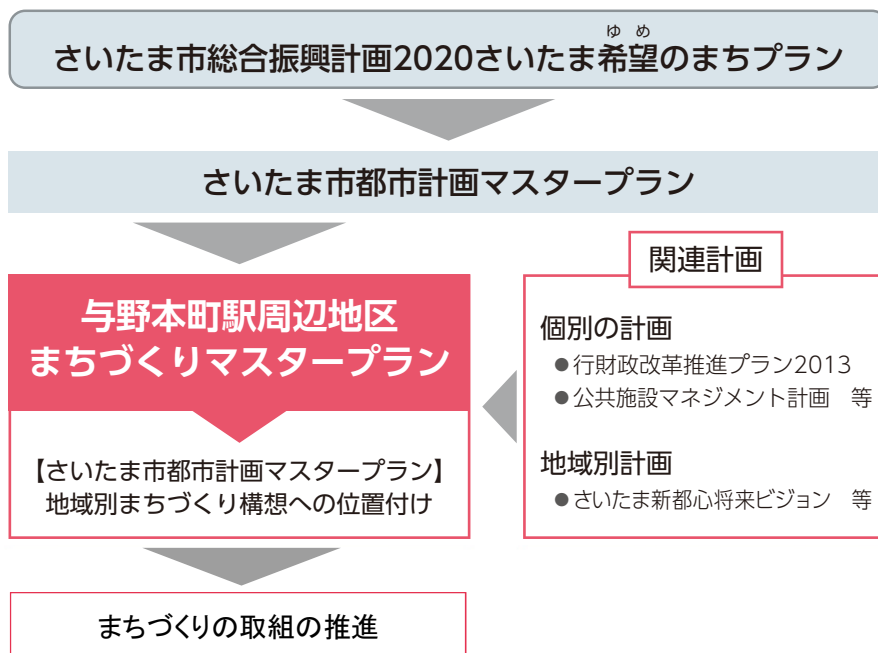 ゆめ
さいたま市総合振興計画2020さいたま希望のまちプラン
さいたま市都市計画マスタープラン
与野本町駅周辺地区
まちづくりマスタープラン
【さいたま市都市計画マスタープラン】
地域別まちづくり構想への位置付け
関連計画
個別の計画
●行財政改革推進プラン2013
●公共施設マネジメント計画　等
地域別計画
●さいたま新都心将来ビジョン　等
まちづくりの取組の推進